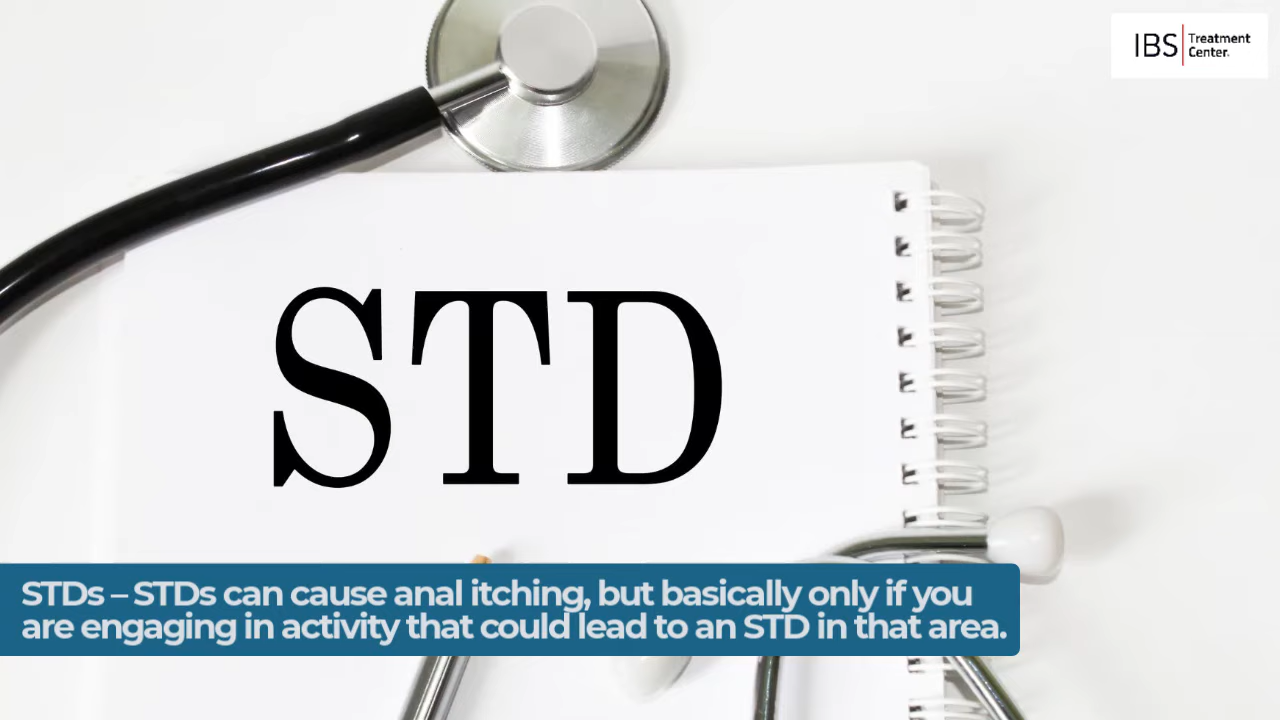 IBS Treatment
Center.
STD
STDs – STDs can cause anal itching, but basically only if you
are engaging in activity that could lead to an STD in that area.